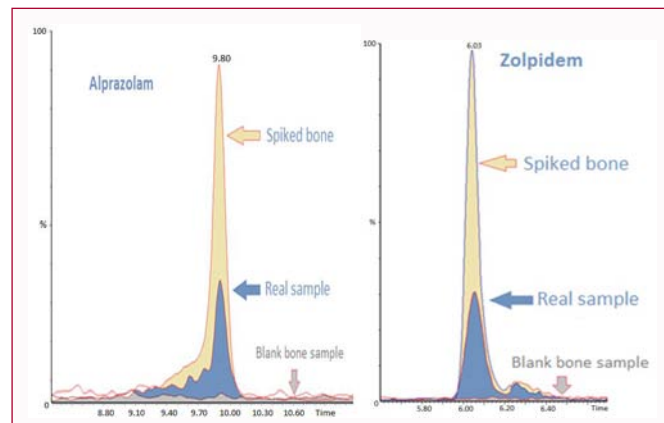 100
9.80
Alprazolam
Spiked bone
%
Real sample
Blank bone sample
0
8.80 9.10 9.40 9.70 10.00 10.30 10.60 Time
100
6.03
Zolpidem
Spiked bone
%
Real sample
Blank bone sample
0
5.80 6.00 6.20 6.40 Time